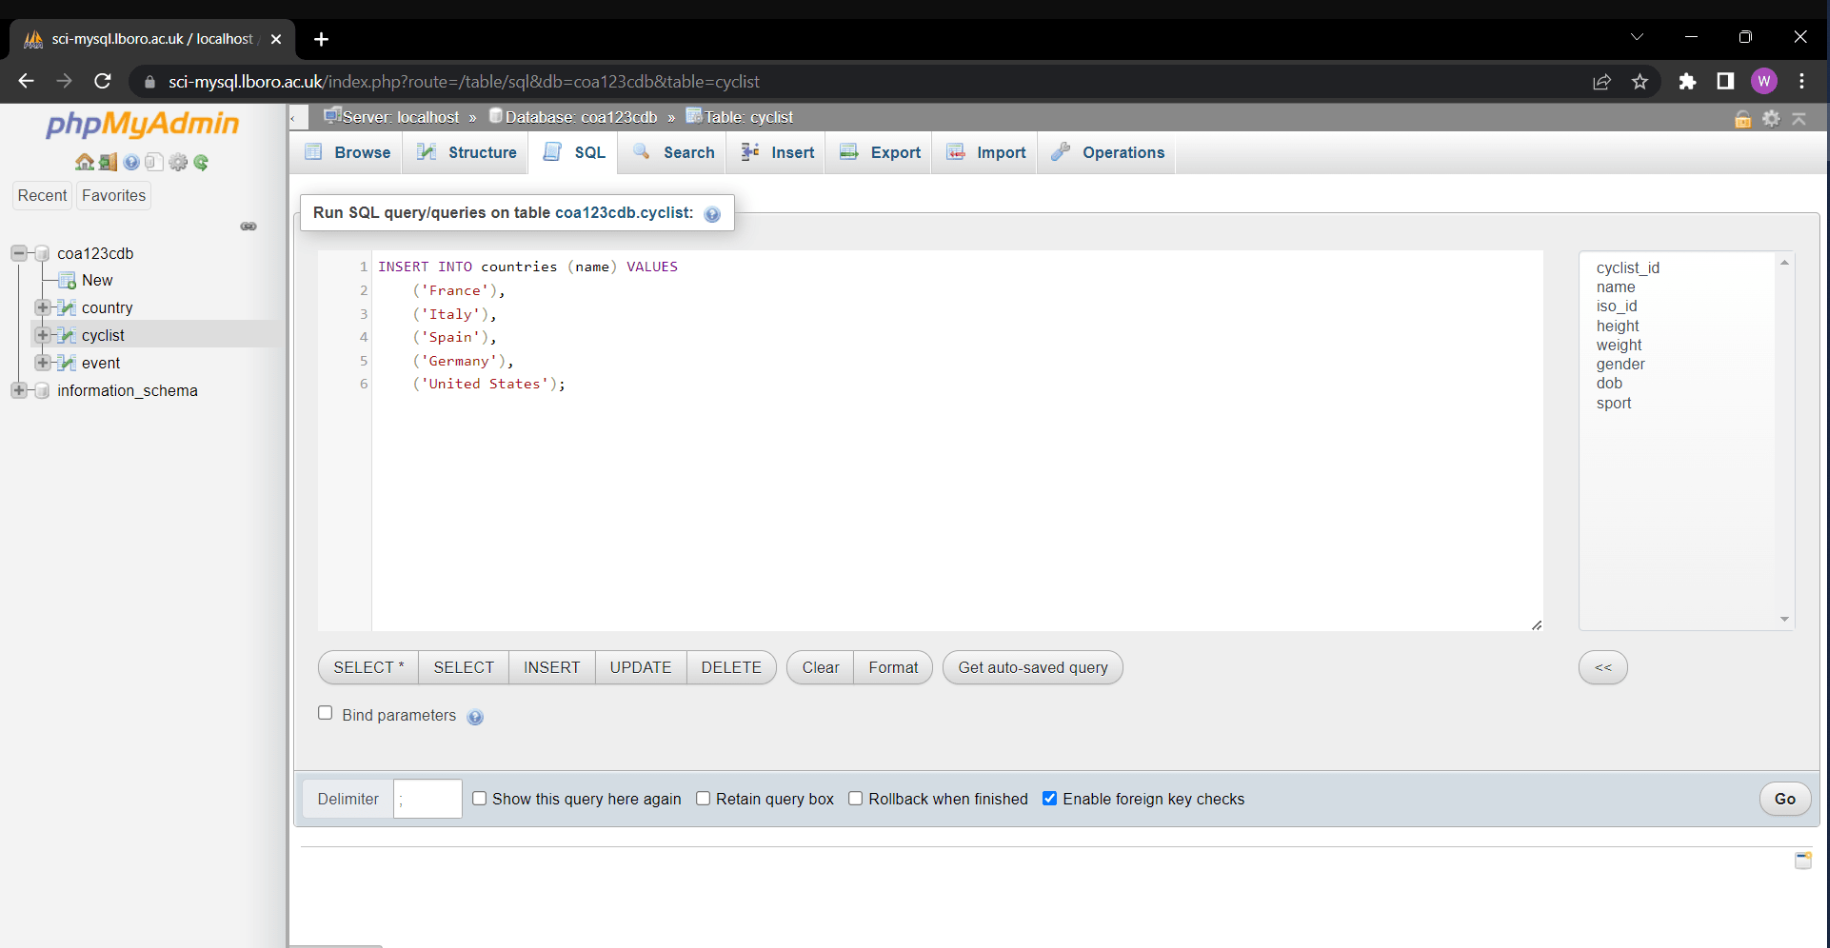 sci-mysql.lboro.ac.uk / localhost /
sci-mysql.lboro.ac.uk/index.php?route=/table/sql&db=coa123cdb&table=cyclist
W
phpMyAdmin
Recent
Favorites
coa123cdb
New
country
cyclist
event
information_schema
Server: localhost » Database: coa123cdb » Table: cyclist
Browse
Structure
SQL
Search
Insert
Export
Import
Operations
Run SQL query/queries on table coa123cdb.cyclist:
1 INSERT INTO countries (name) VALUES
2 ('France'),
3 ('Italy'),
4 ('Spain'),
5 ('Germany'),
6 ('United States');
cyclist_id
name
iso_id
height
weight
gender
dob
sport
SELECT *
SELECT
INSERT
UPDATE
DELETE
Clear
Format
Get auto-saved query
<<
Bind parameters
Delimiter
;
Show this query here again
Retain query box
Rollback when finished
Enable foreign key checks
Go